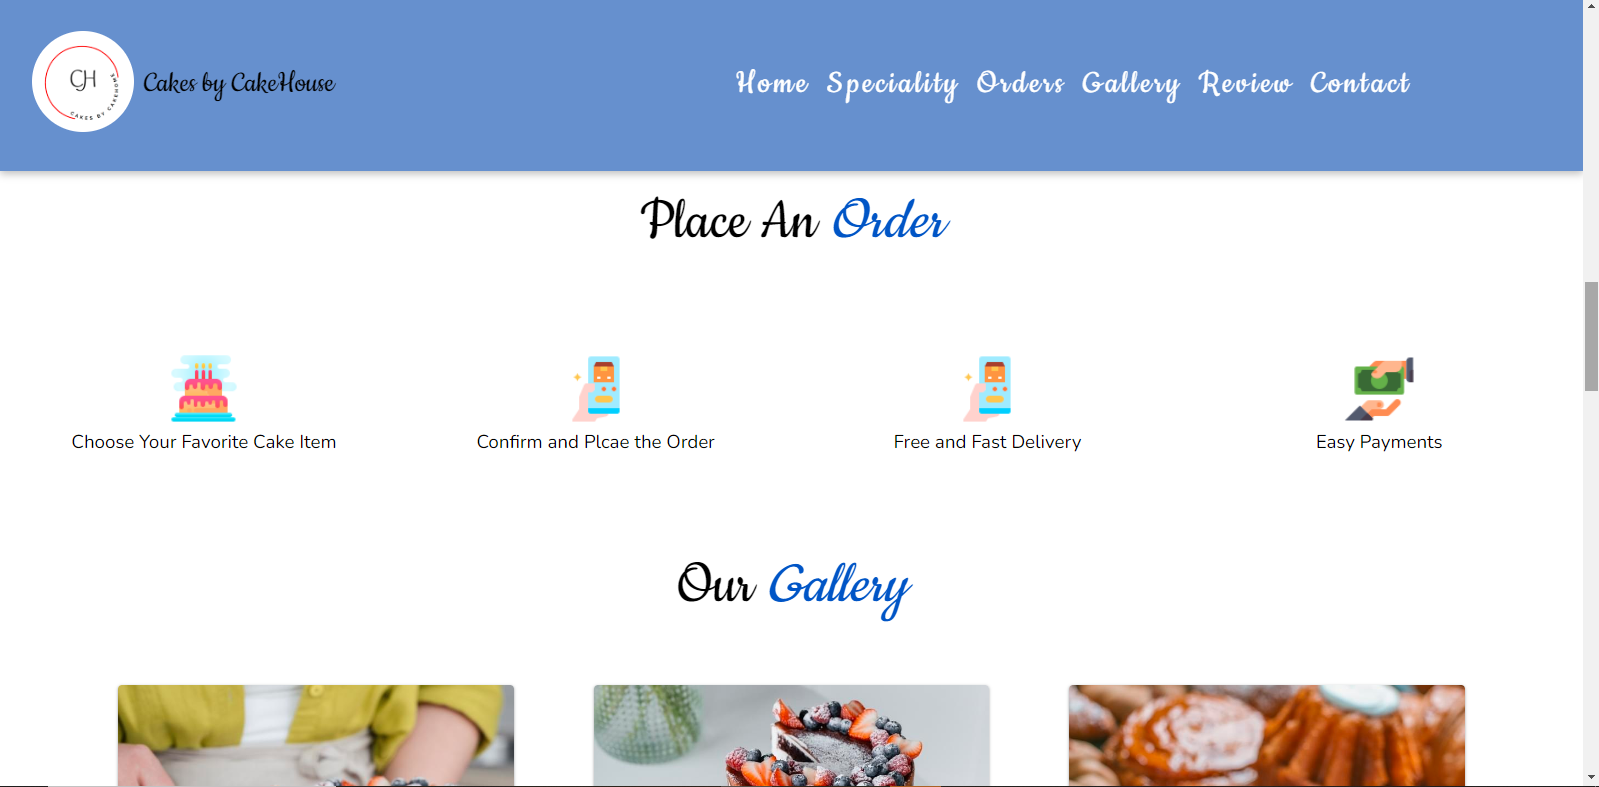 GH
CAKES BY CAKEHOUSE
Cakes by CakeHouse
Home Speciality Orders Gallery Review Contact
Place An Order
Choose Your Favorite Cake Item
Confirm and Plcae the Order
Free and Fast Delivery
Easy Payments
Our Gallery